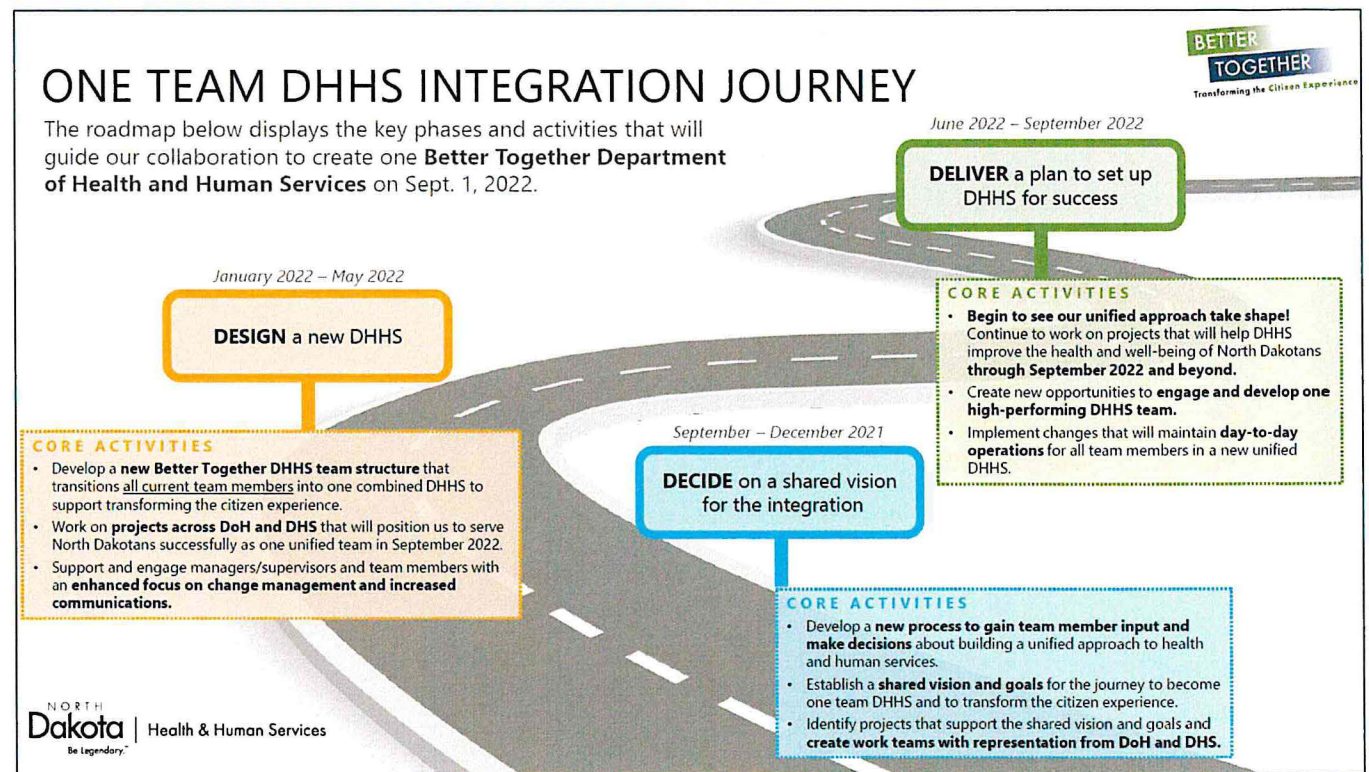 BETTER
TOGETHER
Transforming the Citizen Experience
ONE TEAM DHHS INTEGRATION JOURNEY
The roadmap below displays the key phases and activities that will
guide our collaboration to create one Better Together Department
of Health and Human Services on Sept. 1, 2022.
June 2022 – September 2022
DELIVER a plan to set up
DHHS for success
CORE ACTIVITIES
• Begin to see our unified approach take shape!
Continue to work on projects that will help DHHS
improve the health and well-being of North Dakotans
through September 2022 and beyond.
• Create new opportunities to engage and develop one
high-performing DHHS team.
• Implement changes that will maintain day-to-day
operations for all team members in a new unified
DHHS.
January 2022 – May 2022
DESIGN a new DHHS
CORE ACTIVITIES
• Develop a new Better Together DHHS team structure that
transitions all current team members into one combined DHHS to
support transforming the citizen experience.
• Work on projects across DoH and DHS that will position us to serve
North Dakotans successfully as one unified team in September 2022.
• Support and engage managers/supervisors and team members with
an enhanced focus on change management and increased
communications.
September – December 2021
DECIDE on a shared vision
for the integration
CORE ACTIVITIES
• Develop a new process to gain team member input and
make decisions about building a unified approach to health
and human services.
• Establish a shared vision and goals for the journey to become
one team DHHS and to transform the citizen experience.
• Identify projects that support the shared vision and goals and
create work teams with representation from DoH and DHS.
NORTH
Dakota | Health & Human Services
Be Legendary.™